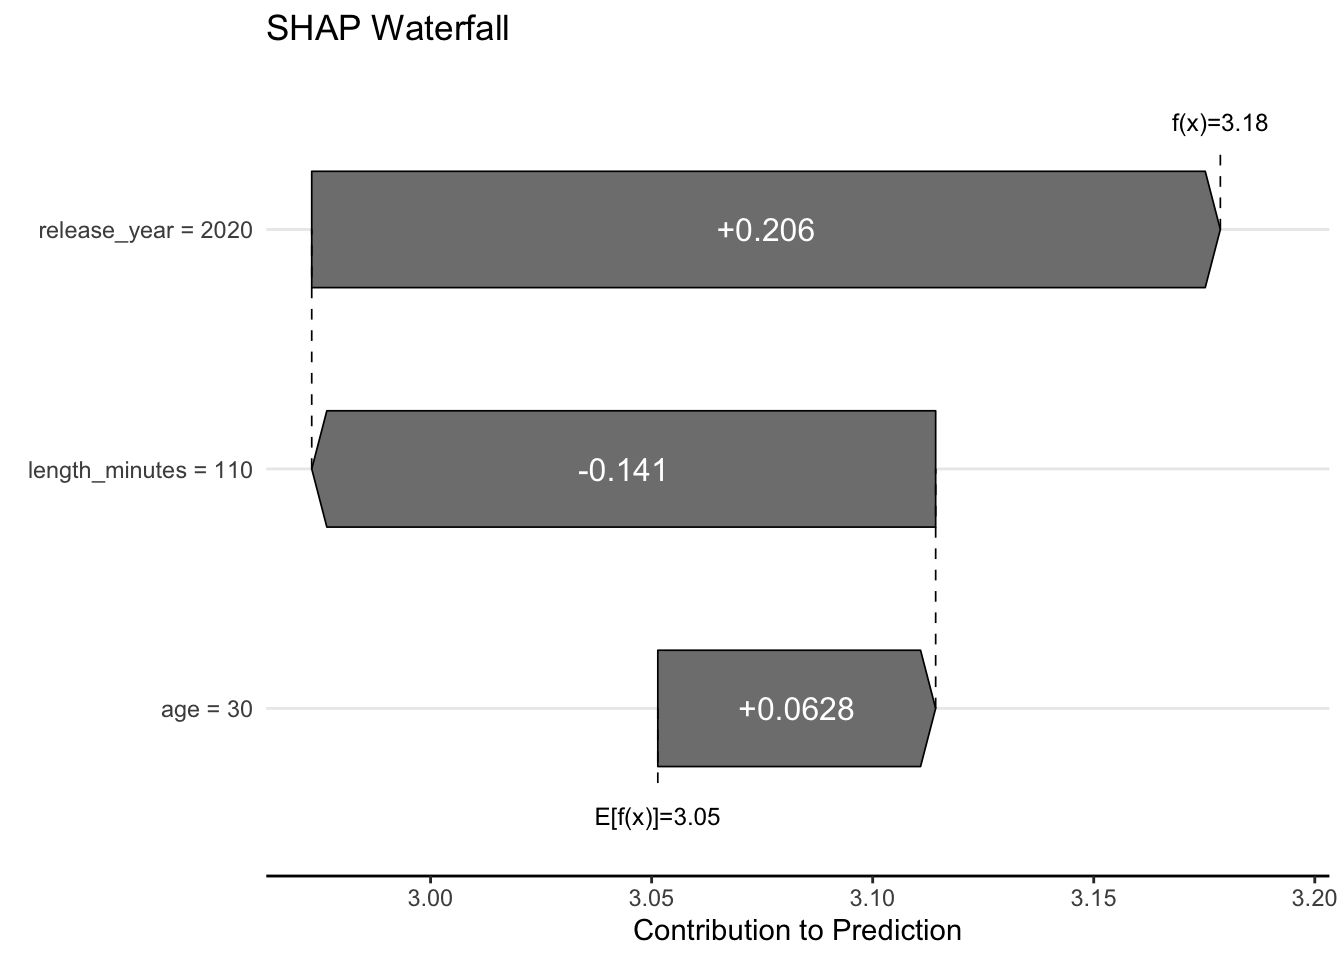 SHAP Waterfall
f(x)=3.18
release_year = 2020
+0.206
length_minutes = 110
-0.141
age = 30
+0.0628
E[f(x)]=3.05
3.00 3.05 3.10 3.15 3.20
Contribution to Prediction